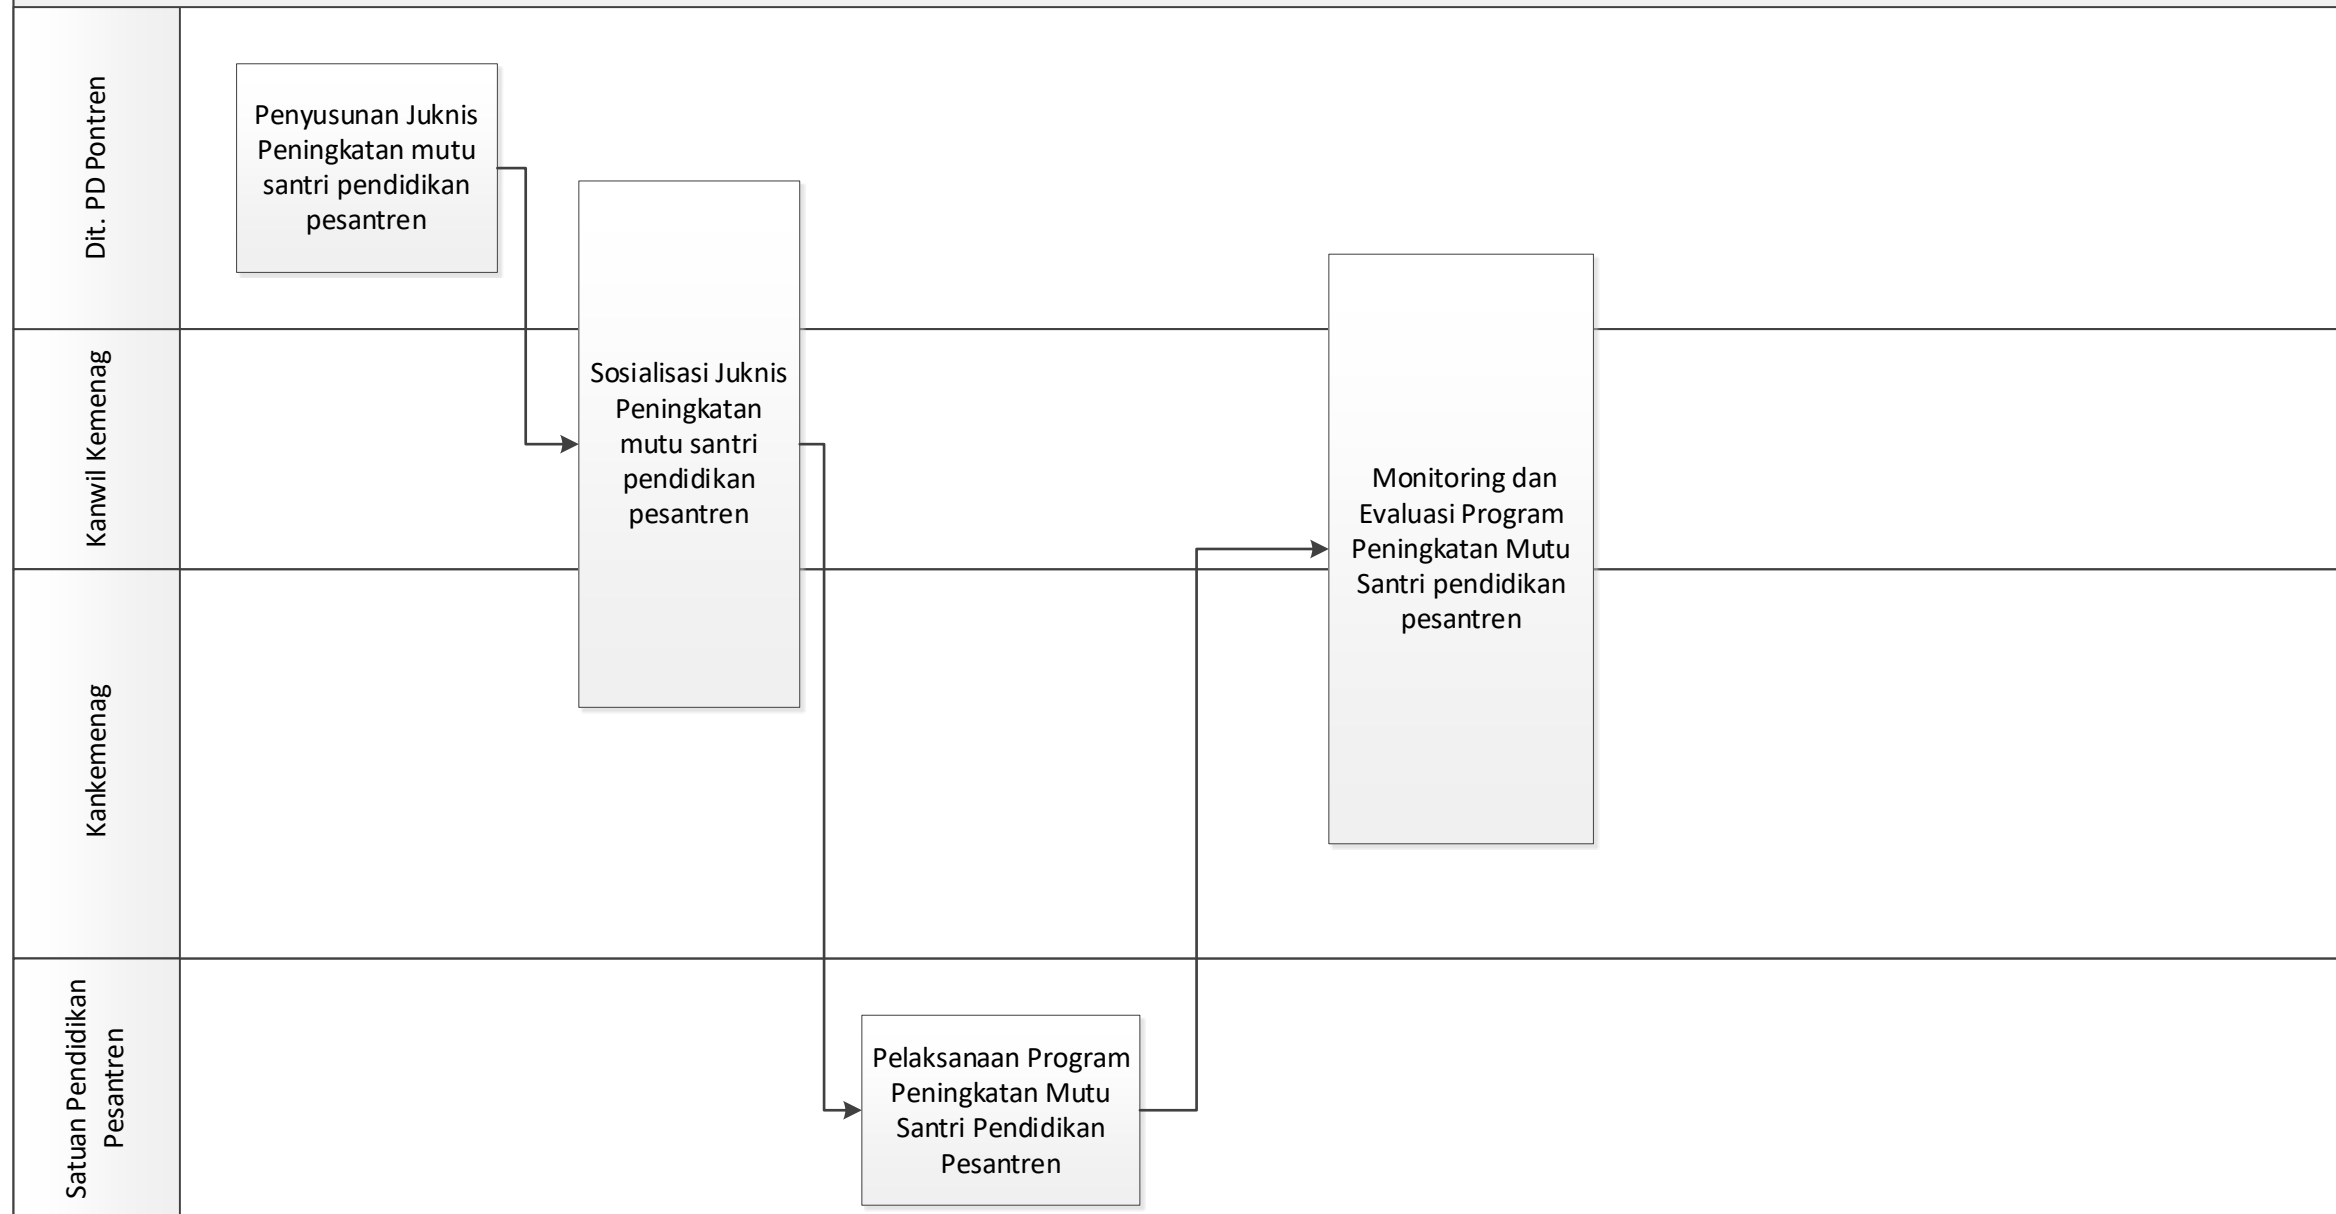 Dit. PD Pontren
Penyusunan Juknis
Peningkatan mutu
santri pendidikan
pesantren
Kanwil Kemenag
Sosialisasi Juknis
Peningkatan
mutu santri
pendidikan
pesantren
Monitoring dan
Evaluasi Program
Peningkatan Mutu
Santri pendidikan
pesantren
Kankemenag
Satuan Pendidikan
Pesantren
Pelaksanaan Program
Peningkatan Mutu
Santri Pendidikan
Pesantren